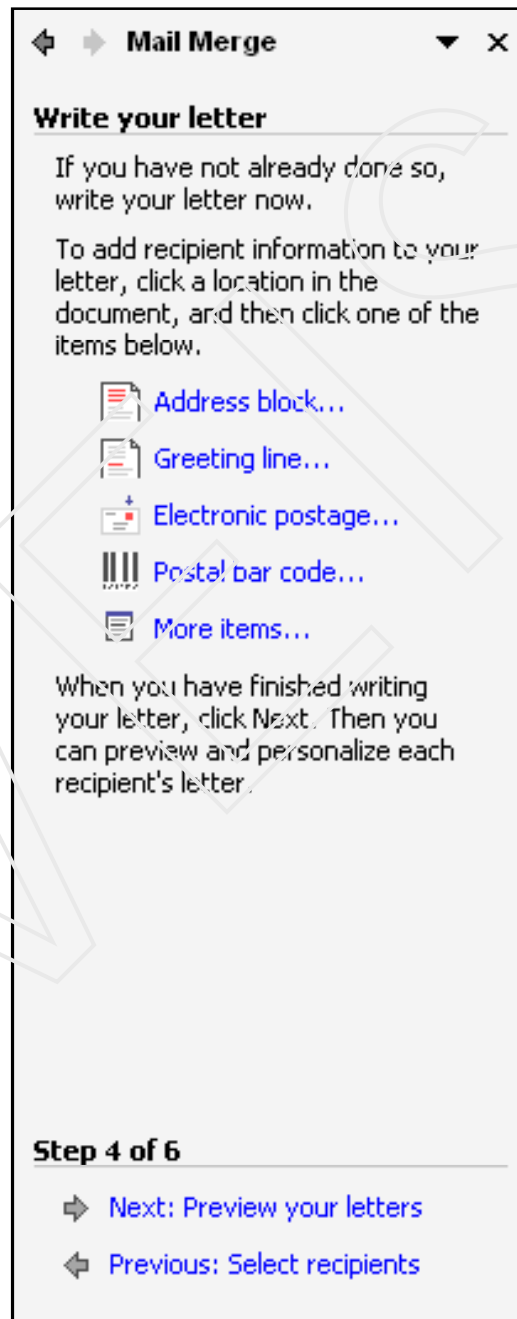 Mail Merge
Write your letter
If you have not already done so,
write your letter now.
To add recipient information to your
letter, click a location in the
document, and then click one of the
items below.
Address block...
Greeting line...
Electronic postage...
Postal bar code...
More items...
When you have finished writing
your letter, click Next. Then you
can preview and personalize each
recipient's letter.
Step 4 of 6
Next: Preview your letters
Previous: Select recipients